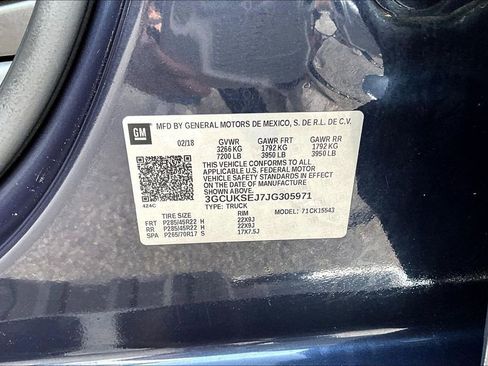 GM
MFD BY GENERAL MOTORS DE MEXICO, S. DE R.L. DE C.V.
02/18 GVWR GAWR FRT GAWR RR
3266 KG 1792 KG 1792 KG
7200 LB 3950 LB 3950 LB
THIS VEHICLE CONFORMS TO ALL
APPLICABLE U.S. FEDERAL MOTOR
VEHICLE SAFETY STANDARDS IN EFFECT ON
THE DATE OF MANUFACTURE SHOWN ABOVE.
3GCUKSEJ7JG305971
TYPE: TRUCK
424C
TIRE SIZE RIM MODEL: 71CK15543
FRT P285/45R22 H 22X9J
RR P285/45R22 H 22X9J
SPA P265/70R17 S 17X7.5J